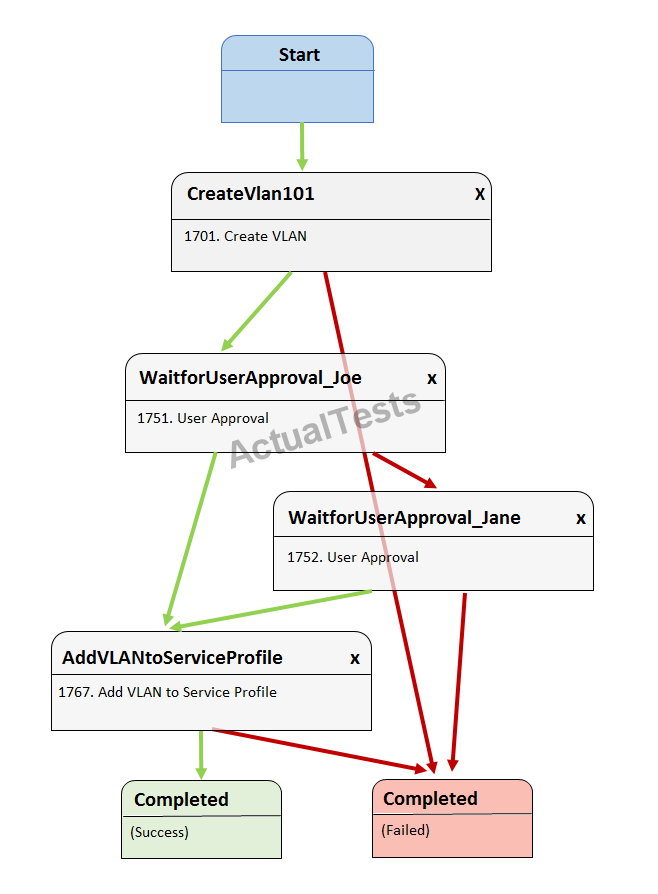 Start
CreateVlan101 X
1701. Create VLAN
WaitforUserApproval_Joe x
1751. User Approval
ActualTests
WaitforUserApproval_Jane x
1752. User Approval
AddVLANtoServiceProfile x
1767. Add VLAN to Service Profile
Completed
(Success)
Completed
(Failed)